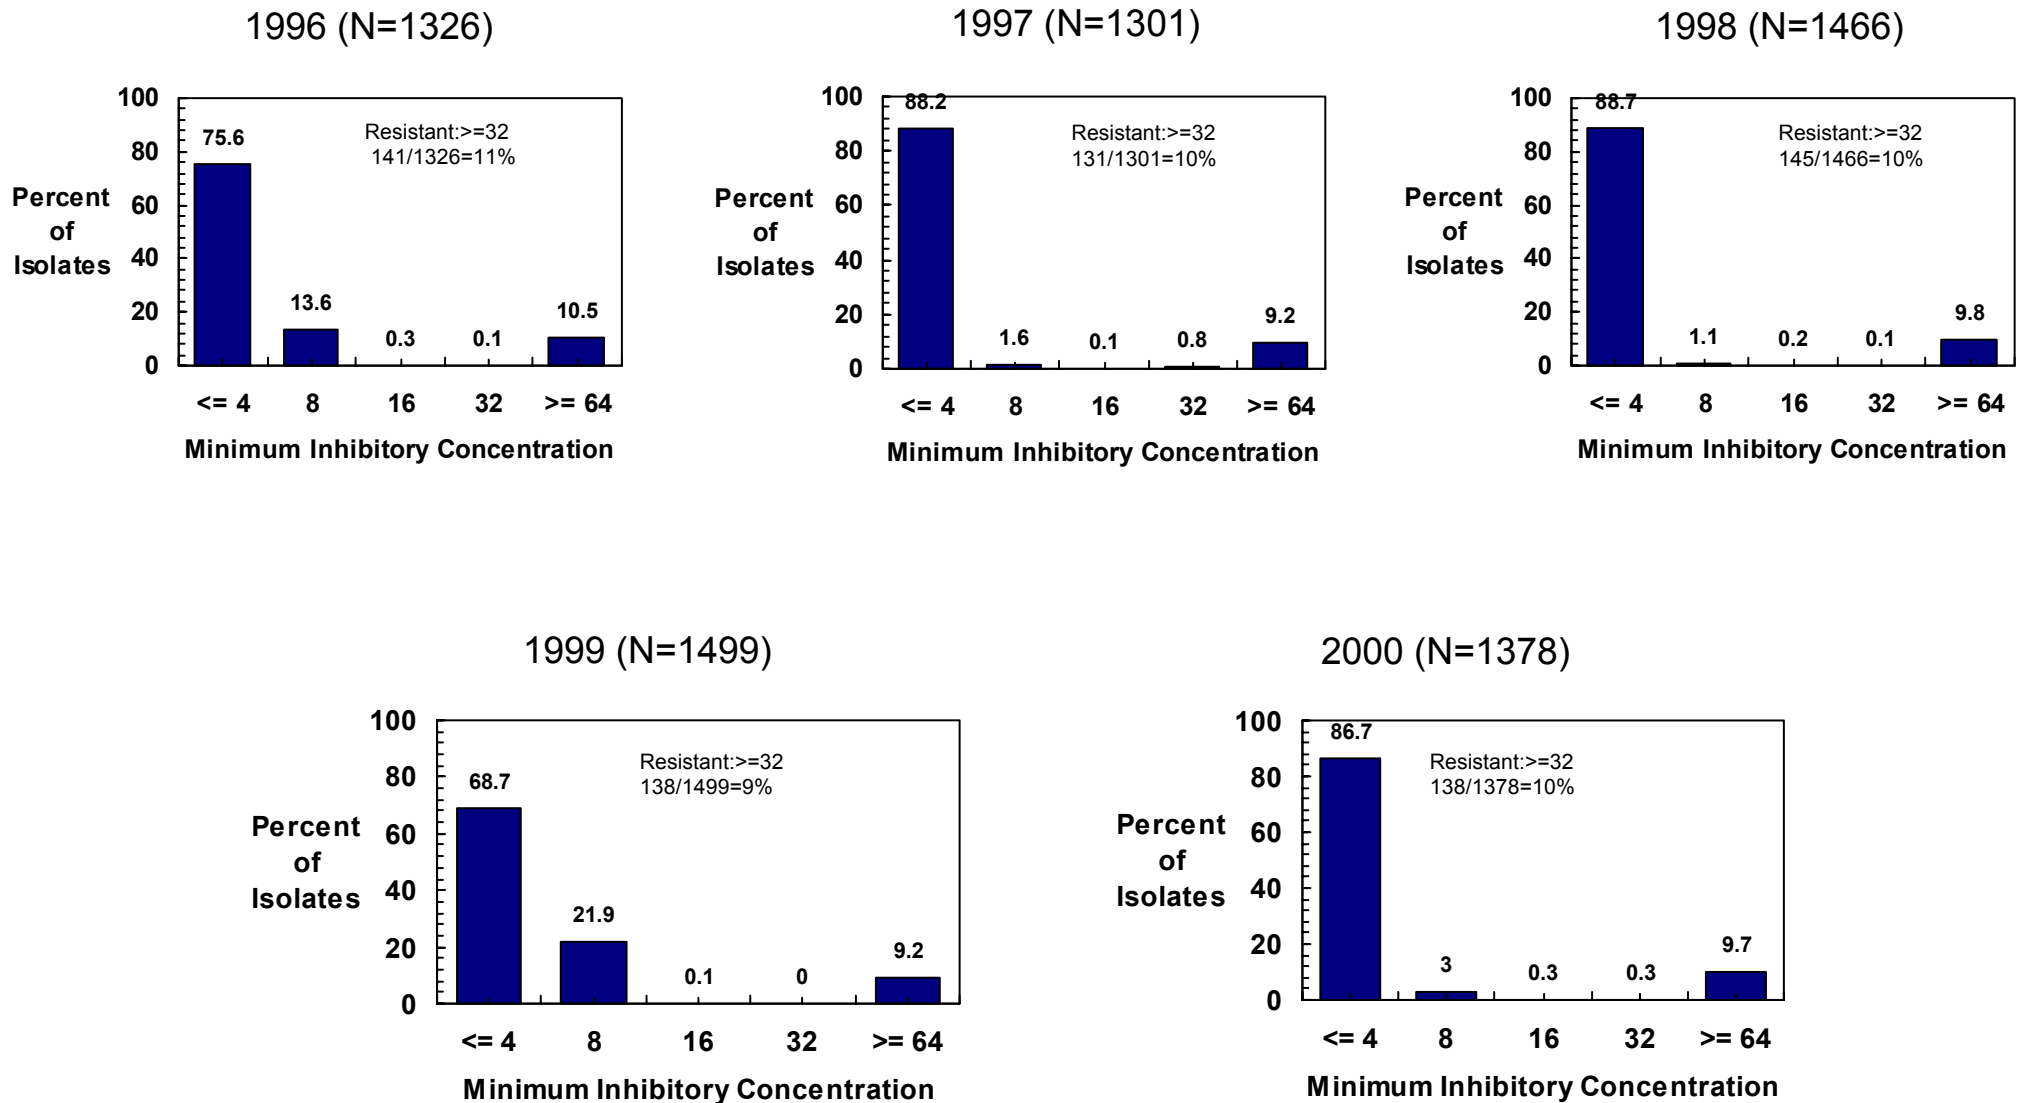 1996 (N=1326)
100
80
60
40
20
0
Percent
of
Isolates
75.6
13.6
0.3
0.1
10.5
Resistant:>=32
141/1326=11%
<= 4 8 16 32 >= 64
Minimum Inhibitory Concentration
1997 (N=1301)
100
80
60
40
20
0
Percent
of
Isolates
88.2
1.6
0.1
0.8
9.2
Resistant:>=32
131/1301=10%
<= 4 8 16 32 >= 64
Minimum Inhibitory Concentration
1998 (N=1466)
100
80
60
40
20
0
Percent
of
Isolates
88.7
1.1
0.2
0.1
9.8
Resistant:>=32
145/1466=10%
<= 4 8 16 32 >= 64
Minimum Inhibitory Concentration
1999 (N=1499)
100
80
60
40
20
0
Percent
of
Isolates
68.7
21.9
0.1
0
9.2
Resistant:>=32
138/1499=9%
<= 4 8 16 32 >= 64
Minimum Inhibitory Concentration
2000 (N=1378)
100
80
60
40
20
0
Percent
of
Isolates
86.7
3
0.3
0.3
9.7
Resistant:>=32
138/1378=10%
<= 4 8 16 32 >= 64
Minimum Inhibitory Concentration